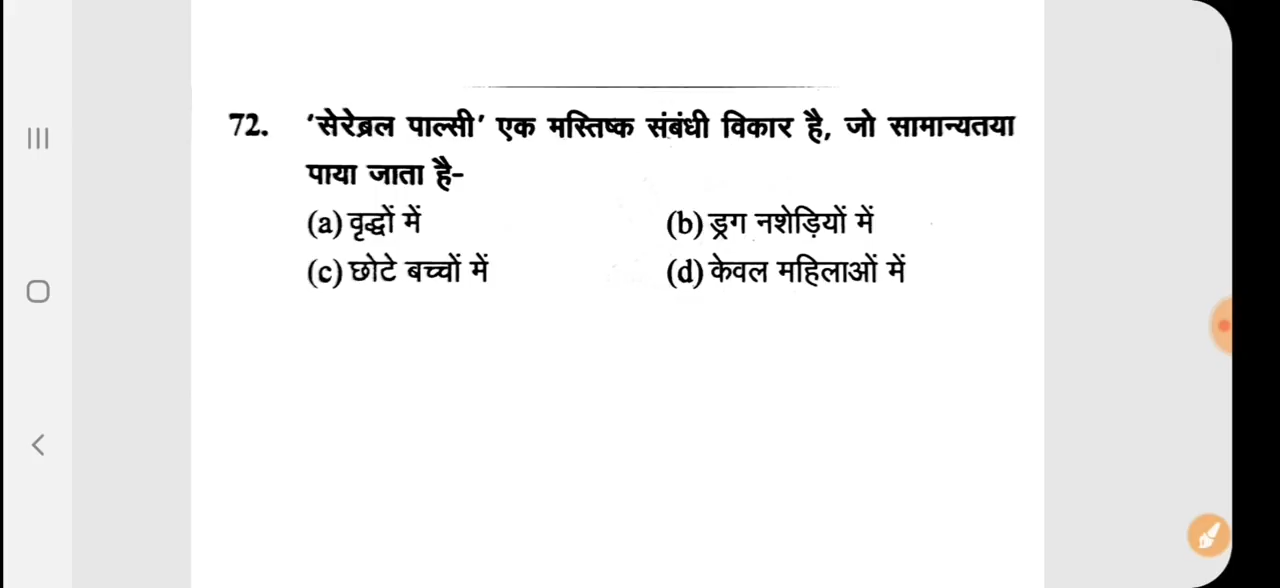 72. 'सेरेब्रल पाल्सी' एक मस्तिष्क संबंधी विकार है, जो सामान्यतया
पाया जाता है-
(a) वृद्धों में (b) ड्रग नशेड़ियों में
(c) छोटे बच्चों में (d) केवल महिलाओं में